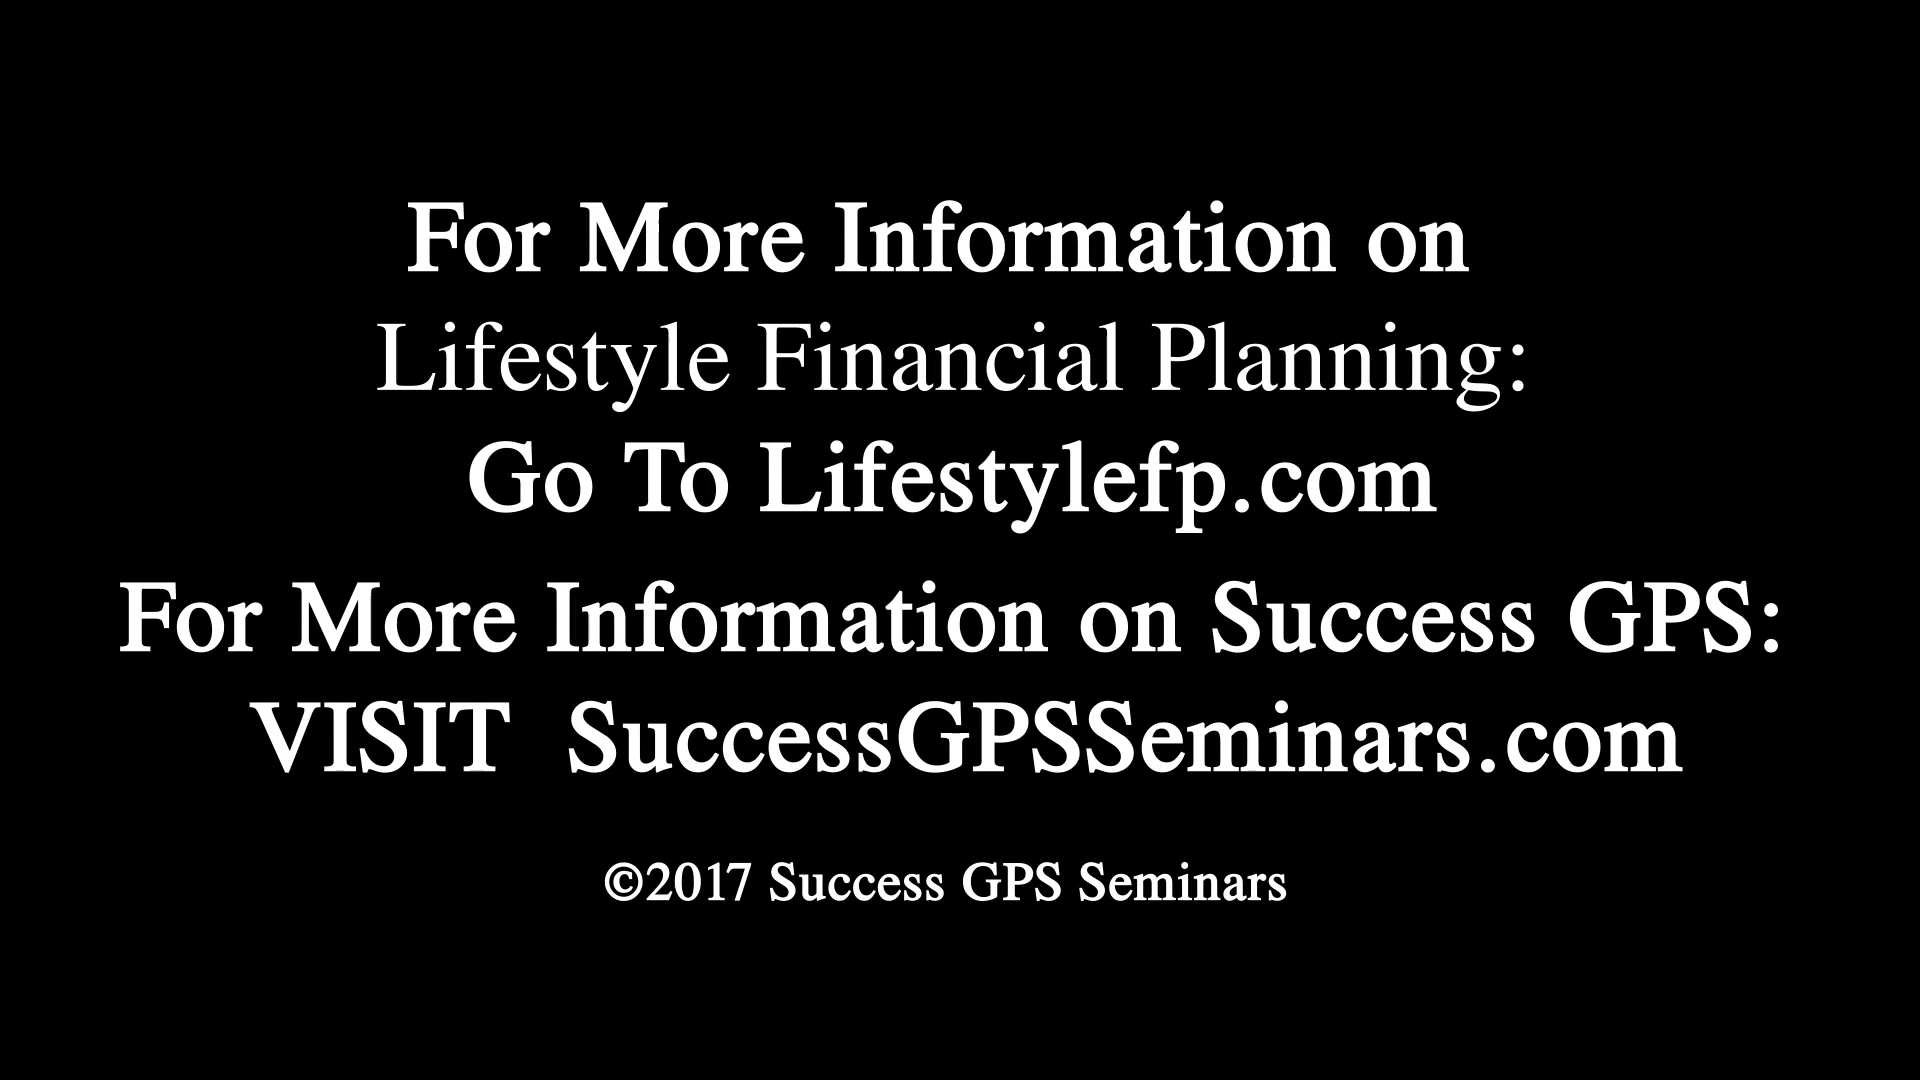 For More Information on
Lifestyle Financial Planning:
Go To Lifestylefp.com
For More Information on Success GPS:
VISIT  SuccessGPSSeminars.com
©2017 Success GPS Seminars